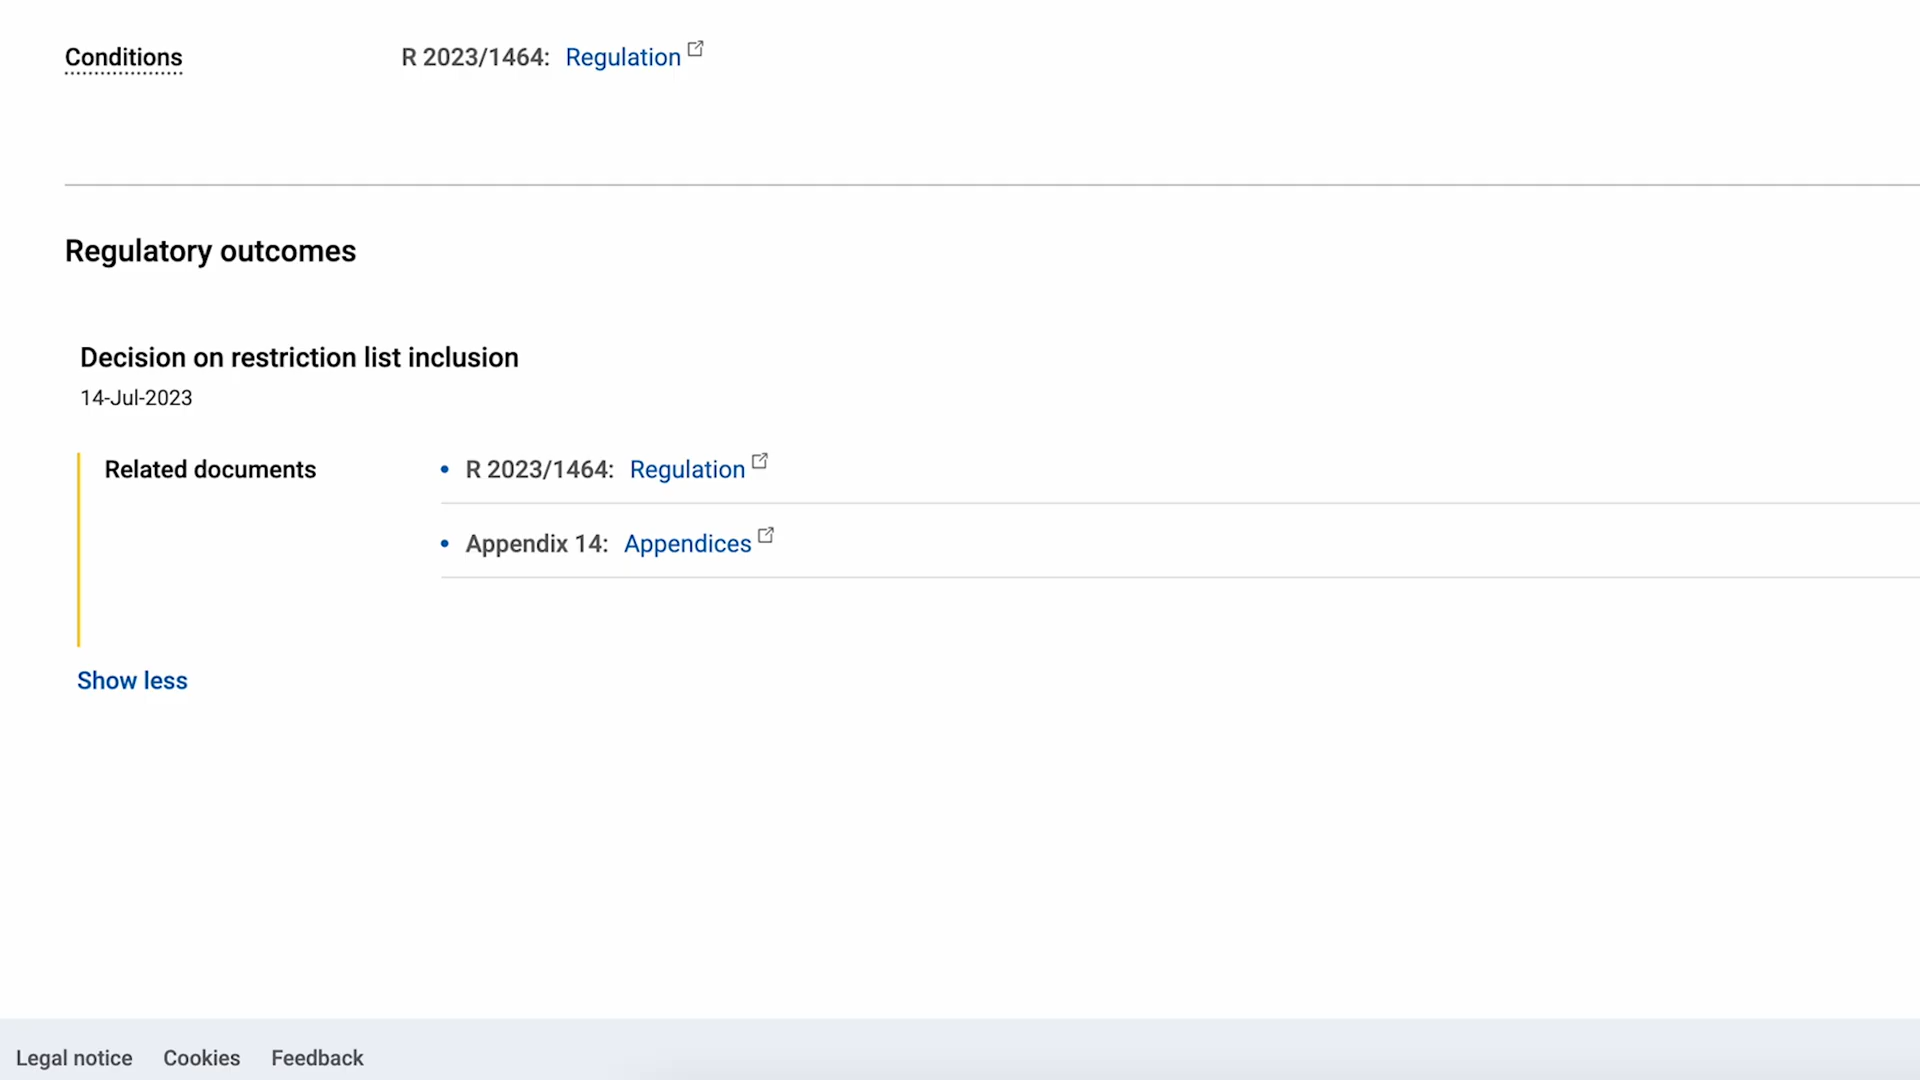 Conditions R 2023/1464: Regulation
Regulatory outcomes
Decision on restriction list inclusion
14-Jul-2023
Related documents • R 2023/1464: Regulation
• Appendix 14: Appendices
Show less
Legal notice Cookies Feedback